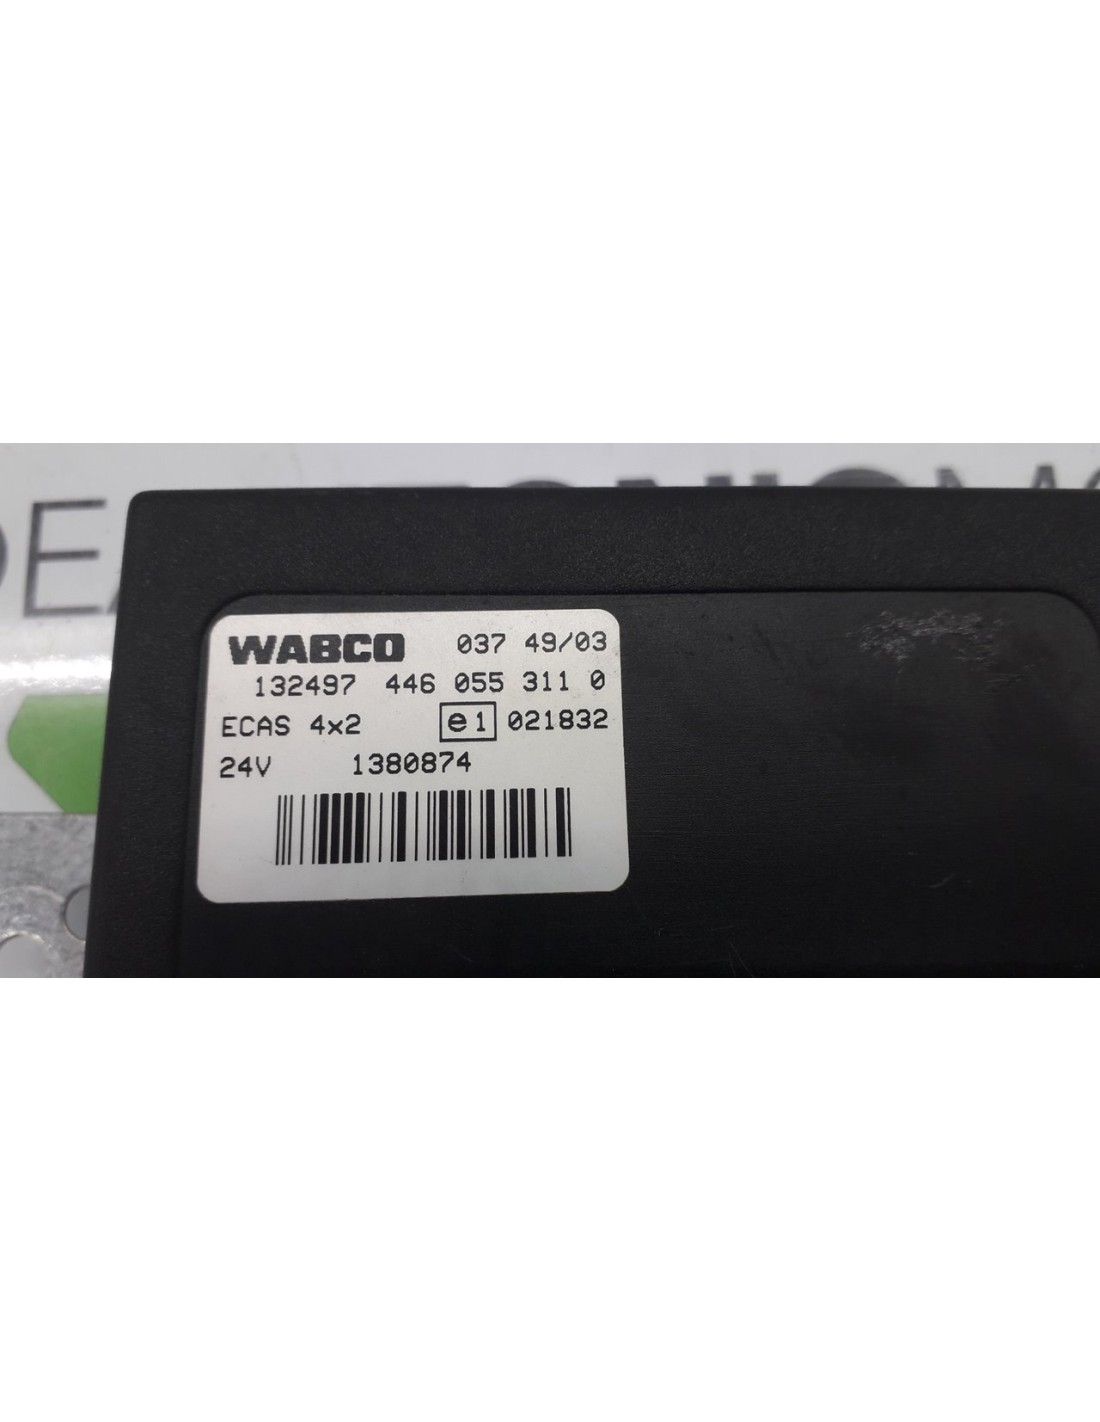 WABCO 037 49/03
132497 446 055 311 0
ECAS 4x2 e1 021832
24V 1380874